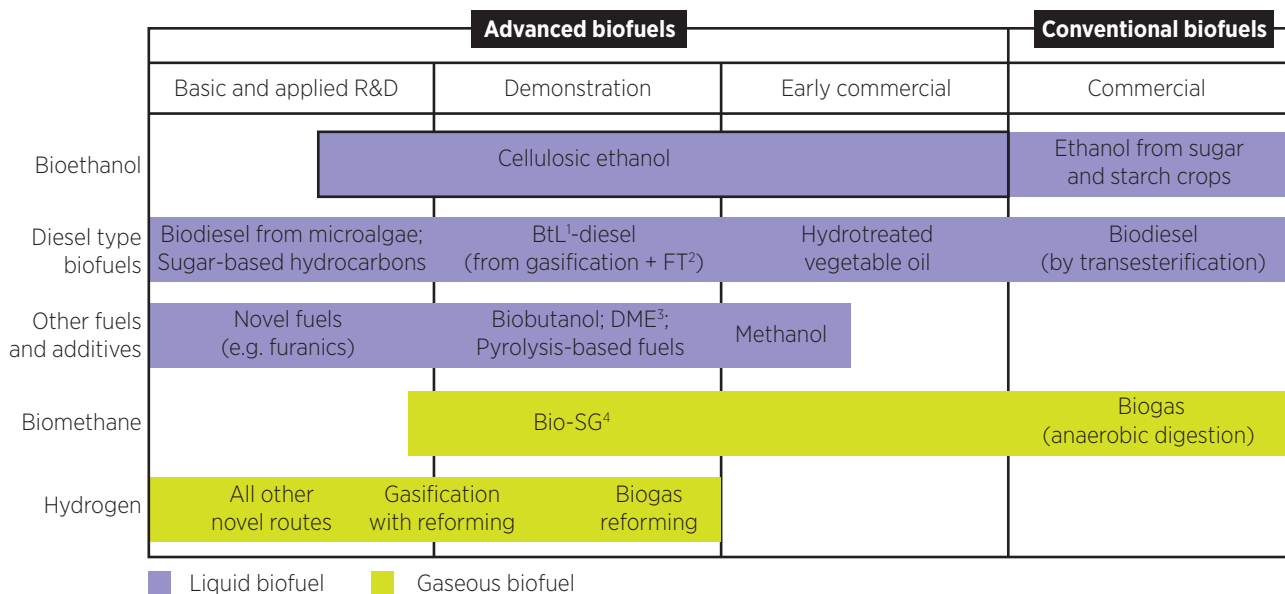 Advanced biofuels
Conventional biofuels
Basic and applied R&D
Demonstration
Early commercial
Commercial
Bioethanol
Cellulosic ethanol
Ethanol from sugar
and starch crops
Diesel type
biofuels
Biodiesel from microalgae;
Sugar-based hydrocarbons
BtL¹-diesel
(from gasification + FT²)
Hydrotreated
vegetable oil
Biodiesel
(by transesterification)
Other fuels
and additives
Novel fuels
(e.g. furanics)
Biobutanol; DME³;
Pyrolysis-based fuels
Methanol
Biomethane
Bio-SG⁴
Biogas
(anaerobic digestion)
Hydrogen
All other
novel routes
Gasification
with reforming
Biogas
reforming
Liquid biofuel
Gaseous biofuel